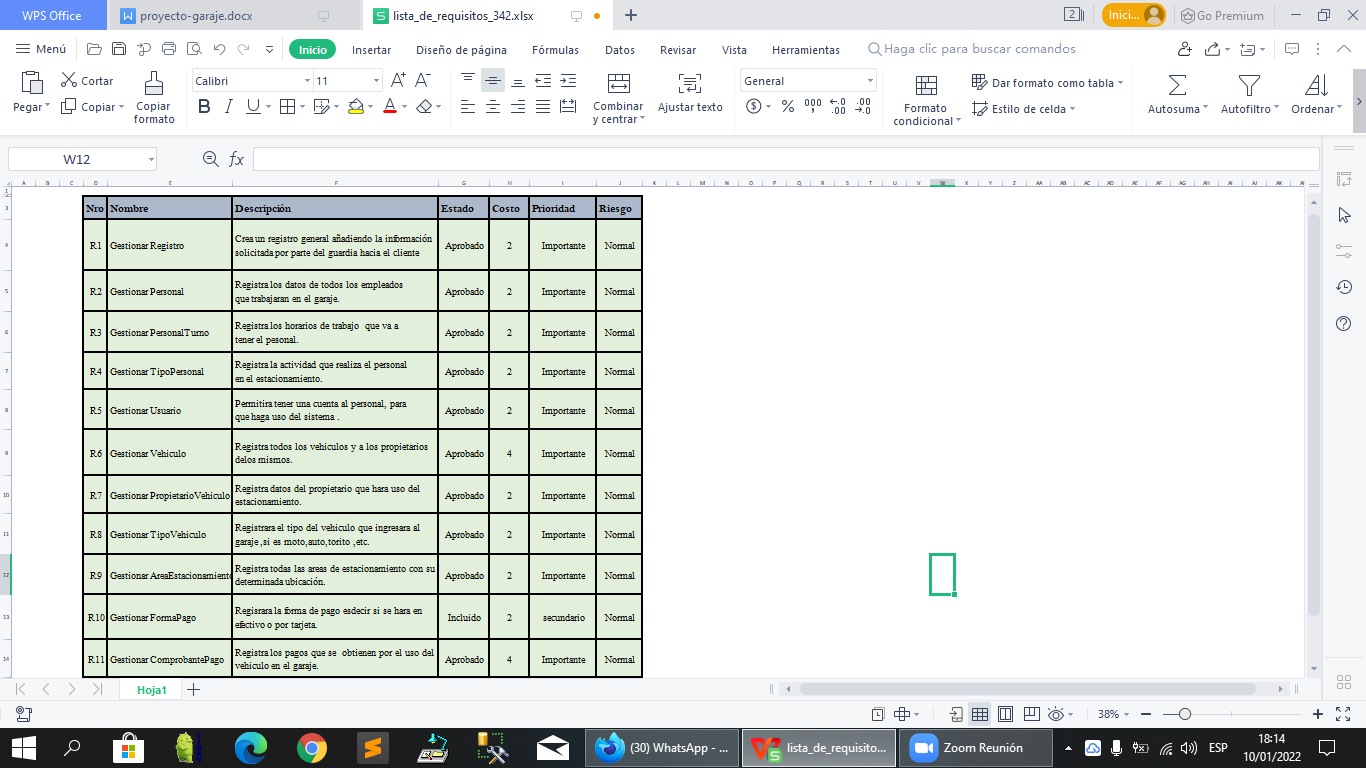 WPS Office
proyecto-garaje.docx
lista_de_requisitos_342.xlsx
2
Inici...
Go Premium
Menú
Inicio
Insertar
Diseño de página
Fórmulas
Datos
Revisar
Vista
Herramientas
Haga clic para buscar comandos
Pegar
Cortar
Copiar
Copiar formato
Calibri
11
Combinar y centrar
Ajustar texto
General
Formato condicional
Dar formato como tabla
Estilo de celda
Autosuma
Autofiltro
Ordenar
W12
A B C D E F G H I J K L M N O P Q R S T U V W X Y Z AA AB AC AD AE AF AG AH AI AJ AK
Nro Nombre Descripción Estado Costo Prioridad Riesgo
R1 Gestionar Registro Crea un registro general añadiendo la información
solicitada por parte del guardia hacia el cliente Aprobado 2 Importante Normal
R2 Gestionar Personal Registra los datos de todos los empleados
que trabajaran en el garaje. Aprobado 2 Importante Normal
R3 Gestionar PersonalTurno Registra los horarios de trabajo que va a
tener el pesonal. Aprobado 2 Importante Normal
R4 Gestionar TipoPersonal Registra la actividad que realiza el personal
en el estacionamiento. Aprobado 2 Importante Normal
R5 Gestionar Usuario Permitira tener una cuenta al personal, para
que haga uso del sistema . Aprobado 2 Importante Normal
R6 Gestionar Vehiculo Registra todos los vehiculos y a los propietarios
delos mismos. Aprobado 4 Importante Normal
R7 Gestionar PropietarioVehiculo Registra datos del propietario que hara uso del
estacionamiento. Aprobado 2 Importante Normal
R8 Gestionar TipoVehiculo Registrara el tipo del vehiculo que ingresara al
garaje ,si es moto,auto,torito ,etc. Aprobado 2 Importante Normal
R9 Gestionar AreaEstacionamiento Registra todas las areas de estacionamiento con su
determinada ubicación. Aprobado 2 Importante Normal
R10 Gestionar FormaPago Regisrara la forma de pago esdecir si se hara en
efectivo o por tarjeta. Incluido 2 secundario Normal
R11 Gestionar ComprobantePago Registra los pagos que se obtienen por el uso del
vehiculo en el garaje. Aprobado 4 Importante Normal
Hoja1
38%
(30) WhatsApp - ...
lista_de_requisito...
Zoom Reunión
ESP
18:14
10/01/2022